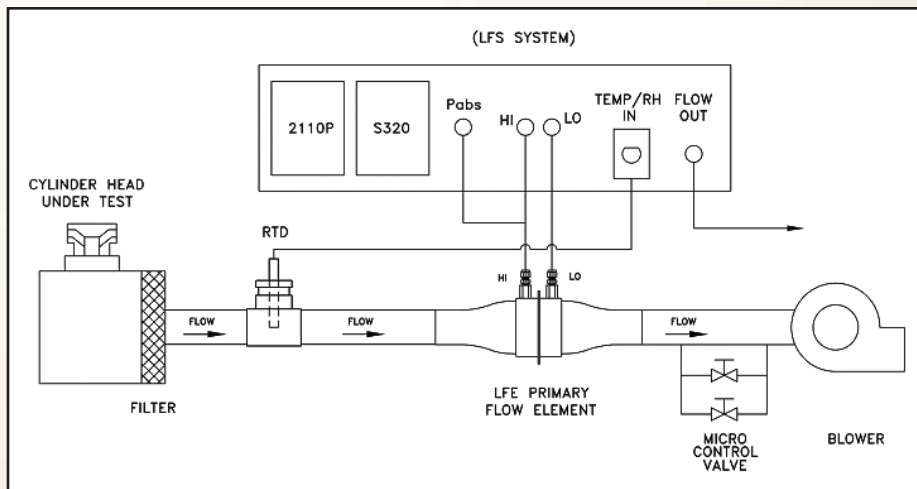 (LFS SYSTEM)
2110P
S320
Pabs
HI
LO
TEMP/RH
IN
FLOW
OUT
CYLINDER HEAD
UNDER TEST
RTD
HI
LO
FLOW
FLOW
FLOW
FILTER
LFE PRIMARY
FLOW ELEMENT
MICRO
CONTROL
VALVE
BLOWER